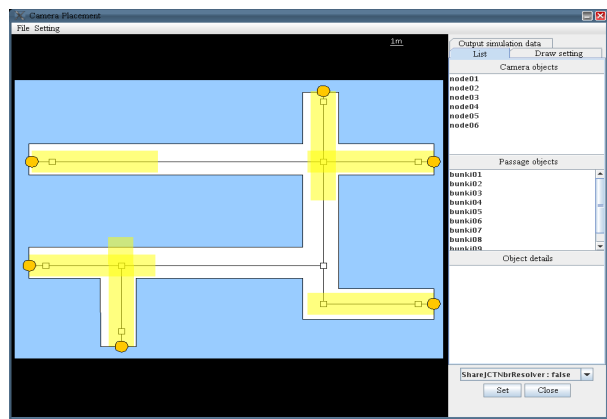 Camera Placement
File Setting
1m
Output simulation data
List Draw setting
Camera objects
node01
node02
node03
node04
node05
node06
Passage objects
bunki01
bunki02
bunki03
bunki04
bunki05
bunki06
bunki07
bunki08
bunki09
Object details
ShareJCTNbrResolver : false
Set Close